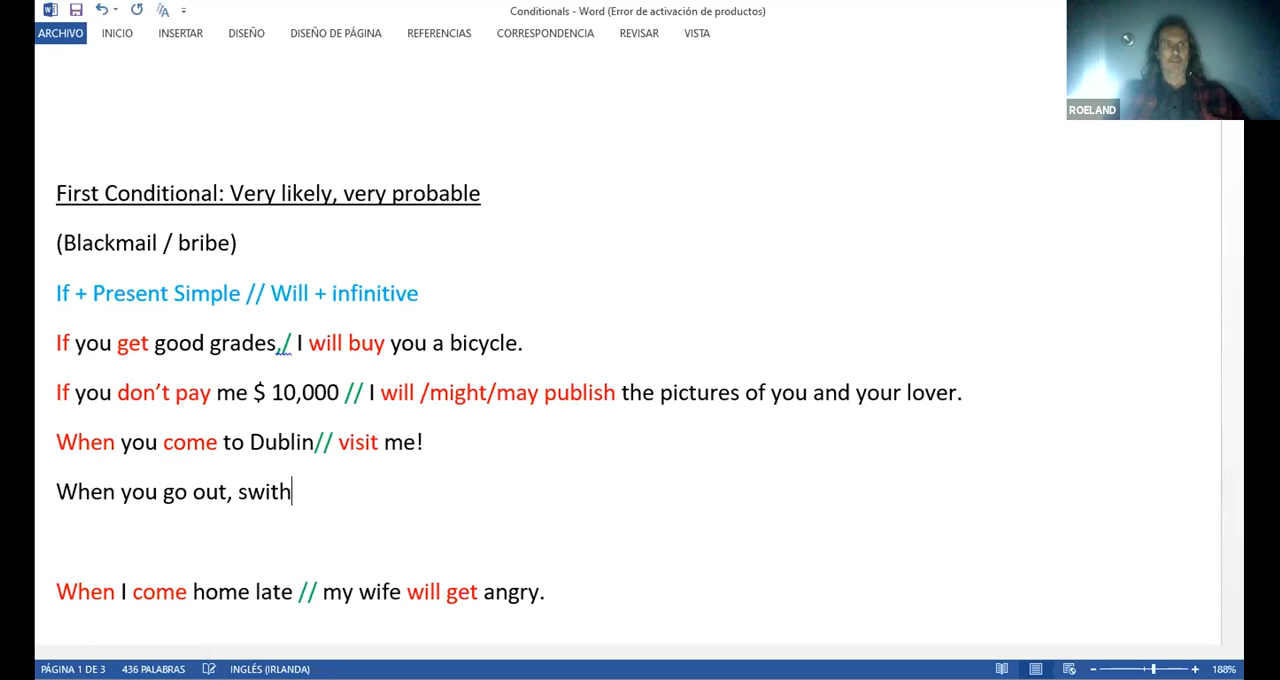 Conditionals - Word (Error de activación de productos)
ARCHIVO INICIO INSERTAR DISEÑO DISEÑO DE PÁGINA REFERENCIAS CORRESPONDENCIA REVISAR VISTA
ROELAND
First Conditional: Very likely, very probable
(Blackmail / bribe)
If + Present Simple // Will + infinitive
If you get good grades,/ I will buy you a bicycle.
If you don’t pay me $ 10,000 // I will /might/may publish the pictures of you and your lover.
When you come to Dublin// visit me!
When you go out, swith
When I come home late // my wife will get angry.
PÁGINA 1 DE 3 436 PALABRAS INGLÉS (IRLANDA) 188%